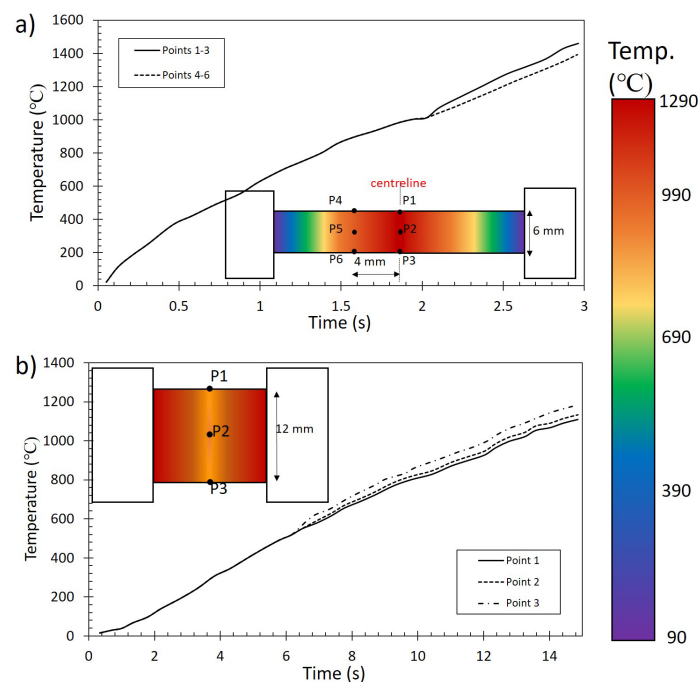 a)
1600
1400
1200
1000
800
600
400
200
0
Temperature (℃)
Points 1-3
Points 4-6
centreline
P4
P1
P5
P2
P6
P3
4 mm
6 mm
0
0.5
1
1.5
2
2.5
3
Time (s)
Temp.
(℃)
1290
990
690
390
90
b)
1400
1200
1000
800
600
400
200
0
Temperature (℃)
P1
P2
P3
12 mm
Point 1
Point 2
Point 3
0
2
4
6
8
10
12
14
Time (s)